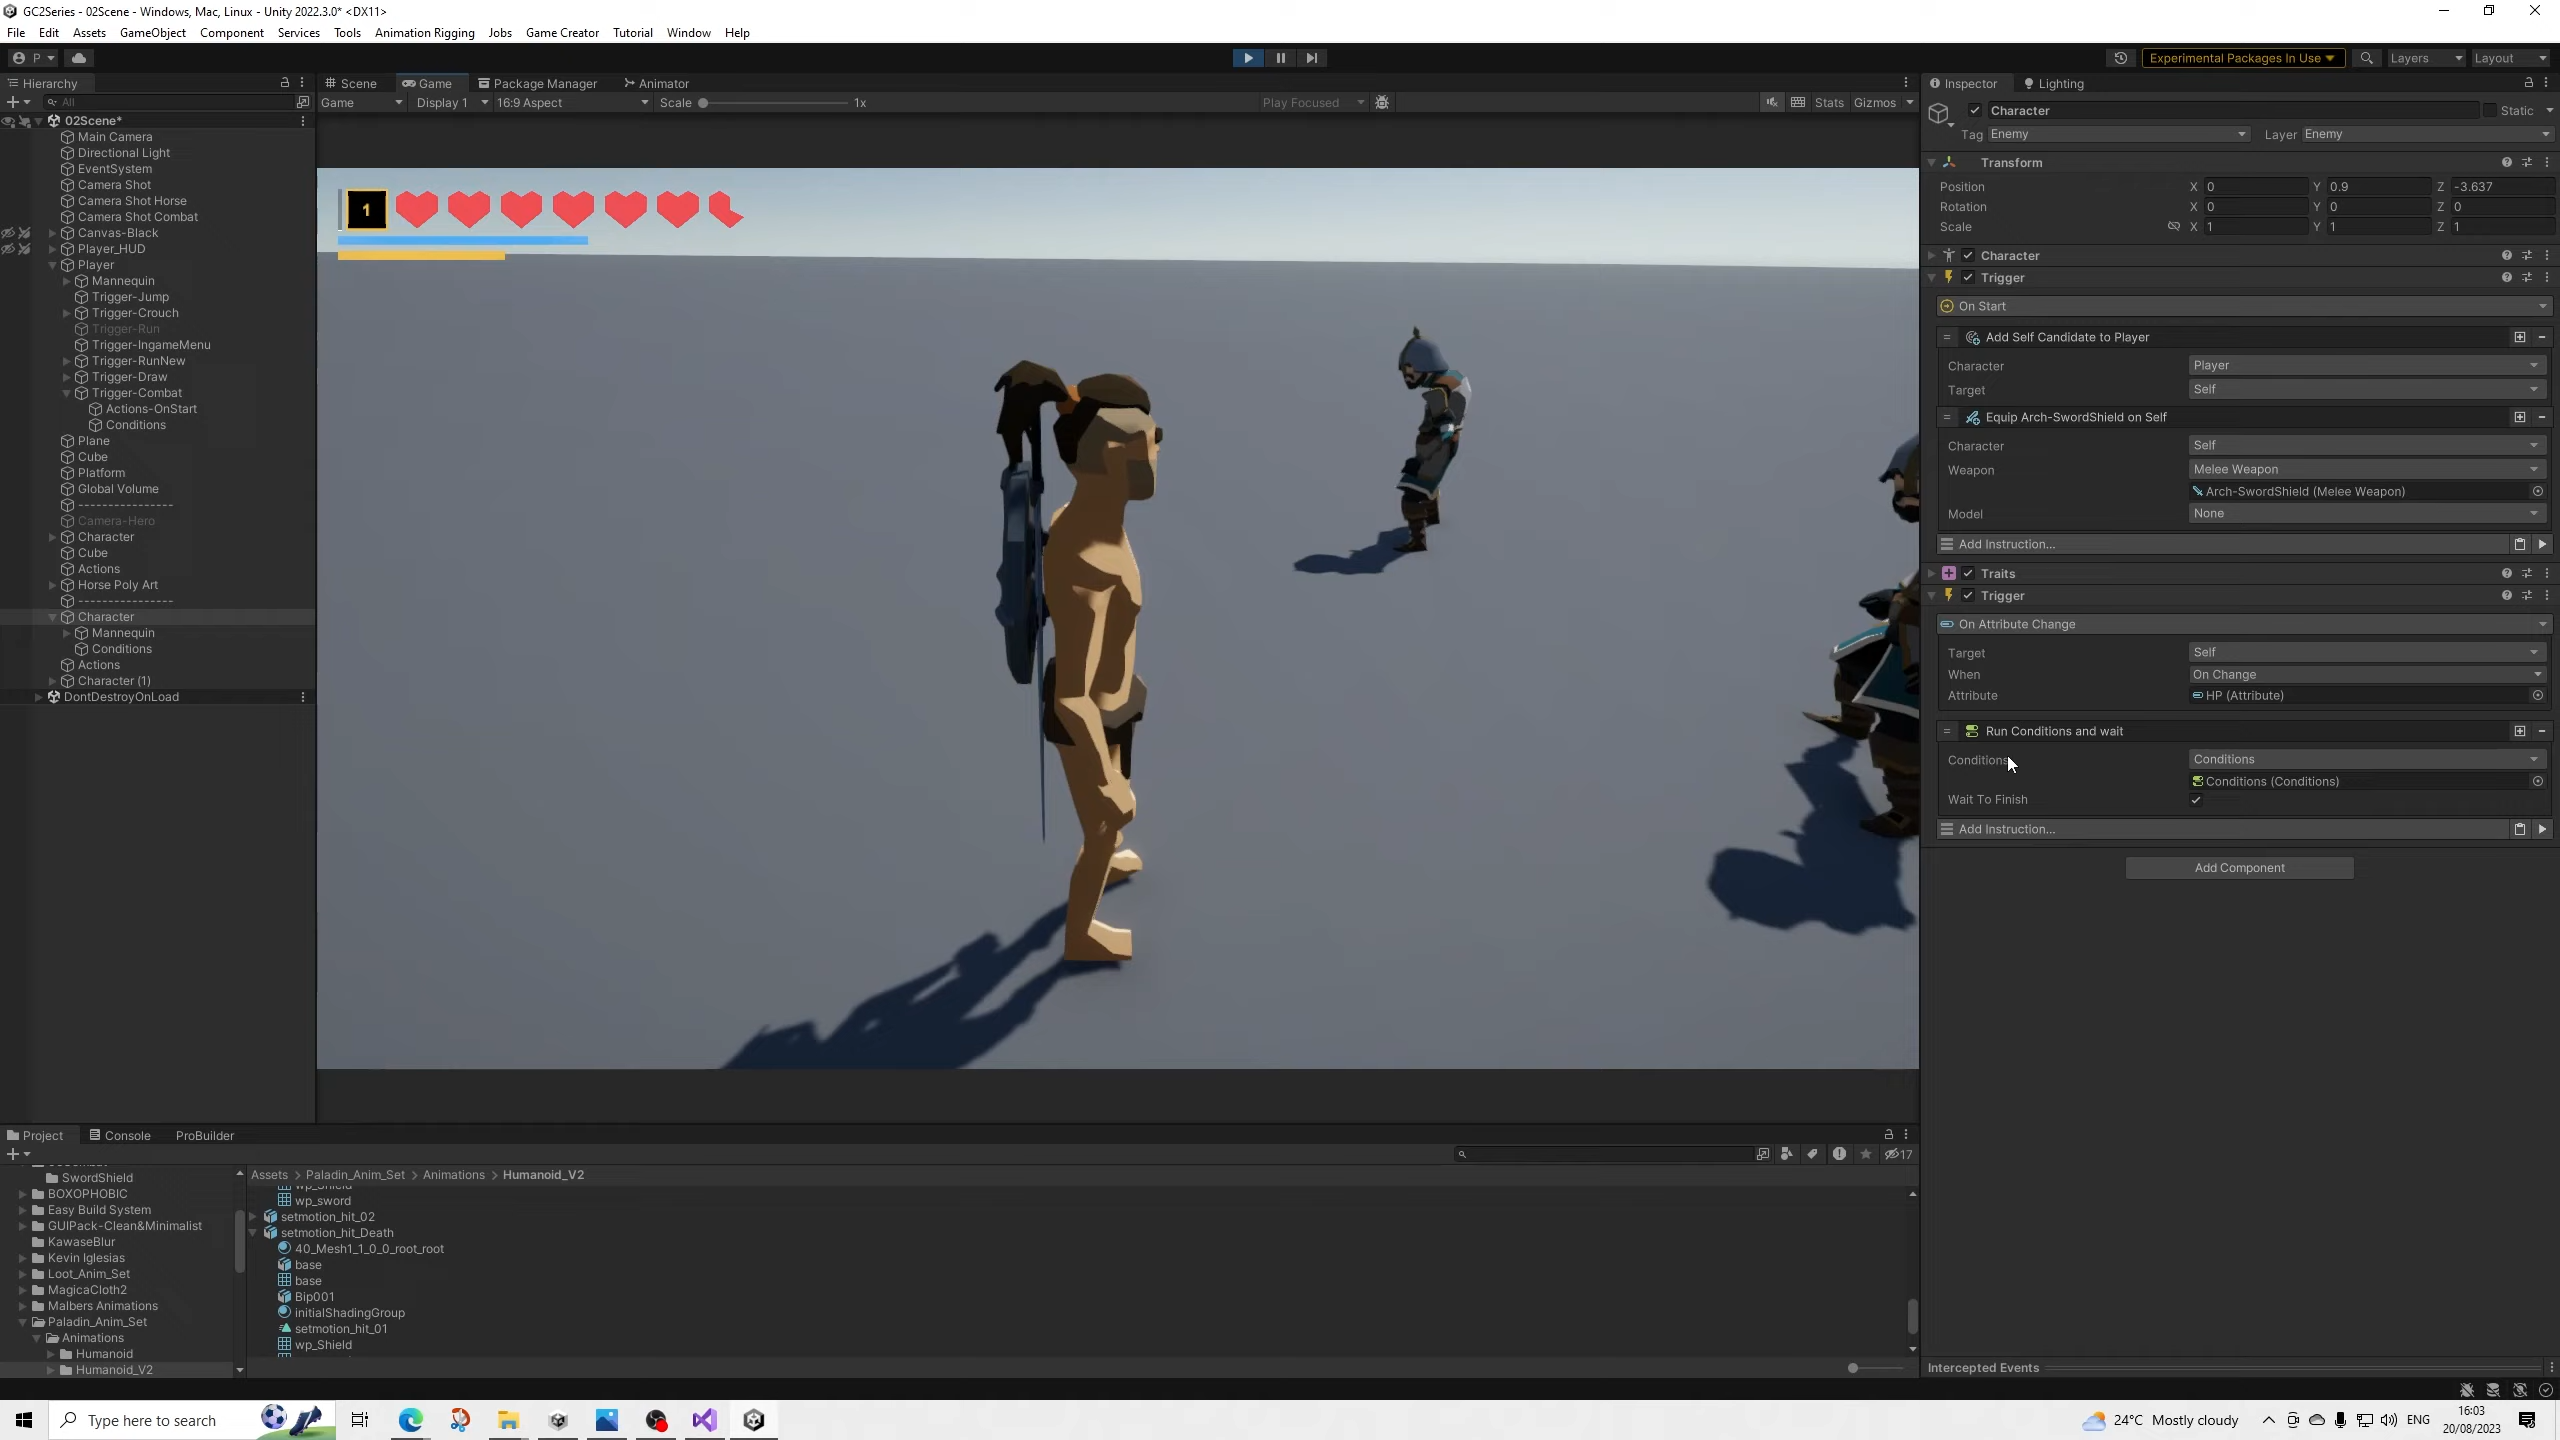 GC2Series - 02Scene - Windows, Mac, Linux - Unity 2022.3.0* <DX11>
File Edit Assets GameObject Component Services Tools Animation Rigging Jobs Game Creator Tutorial Window Help
P Experimental Packages In Use Layers Layout
Hierarchy
All
02Scene*
Main Camera
Directional Light
EventSystem
Camera Shot
Camera Shot Horse
Camera Shot Combat
Canvas-Black
Player_HUD
Player
Mannequin
Trigger-Jump
Trigger-Crouch
Trigger-Run
Trigger-IngameMenu
Trigger-RunNew
Trigger-Draw
Trigger-Combat
Actions-OnStart
Conditions
Plane
Cube
Platform
Global Volume
----------------
Camera-Hero
Character
Cube
Actions
Horse Poly Art
----------------
Character
Mannequin
Conditions
Actions
Character (1)
DontDestroyOnLoad
Scene Game Package Manager Animator
Game Display 1 16:9 Aspect Scale 1x Play Focused Stats Gizmos
1
Inspector Lighting
Character Static
Tag Enemy Layer Enemy
Transform
Position X 0 Y 0.9 Z -3.637
Rotation X 0 Y 0 Z 0
Scale X 1 Y 1 Z 1
Character
Trigger
On Start
Add Self Candidate to Player
Character Player
Target Self
Equip Arch-SwordShield on Self
Character Self
Weapon Melee Weapon
Arch-SwordShield (Melee Weapon)
Model None
Add Instruction...
Traits
Trigger
On Attribute Change
Target Self
When On Change
Attribute HP (Attribute)
Run Conditions and wait
Conditions Conditions
Conditions (Conditions)
Wait To Finish
Add Instruction...
Add Component
Intercepted Events
Project Console ProBuilder
17
SwordShield
BOXOPHOBIC
Easy Build System
GUIPack-Clean&Minimalist
KawaseBlur
Kevin Iglesias
Loot_Anim_Set
MagicaCloth2
Malbers Animations
Paladin_Anim_Set
Animations
Humanoid
Humanoid_V2
Assets > Paladin_Anim_Set > Animations > Humanoid_V2
wp_Shield
wp_sword
setmotion_hit_02
setmotion_hit_Death
40_Mesh1_1_0_0_root_root
base
base
Bip001
initialShadingGroup
setmotion_hit_01
wp_Shield
Type here to search
24°C Mostly cloudy ENG
16:03
20/08/2023